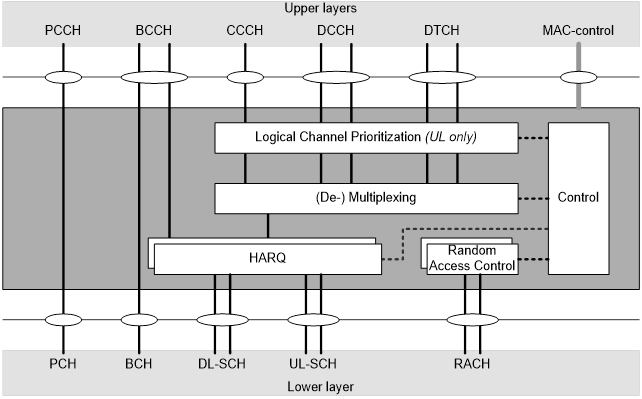 Upper layers
PCCH BCCH CCCH DCCH DTCH MAC-control
Logical Channel Prioritization (UL only)
(De-) Multiplexing
Control
HARQ
Random
Access Control
PCH BCH DL-SCH UL-SCH RACH
Lower layer